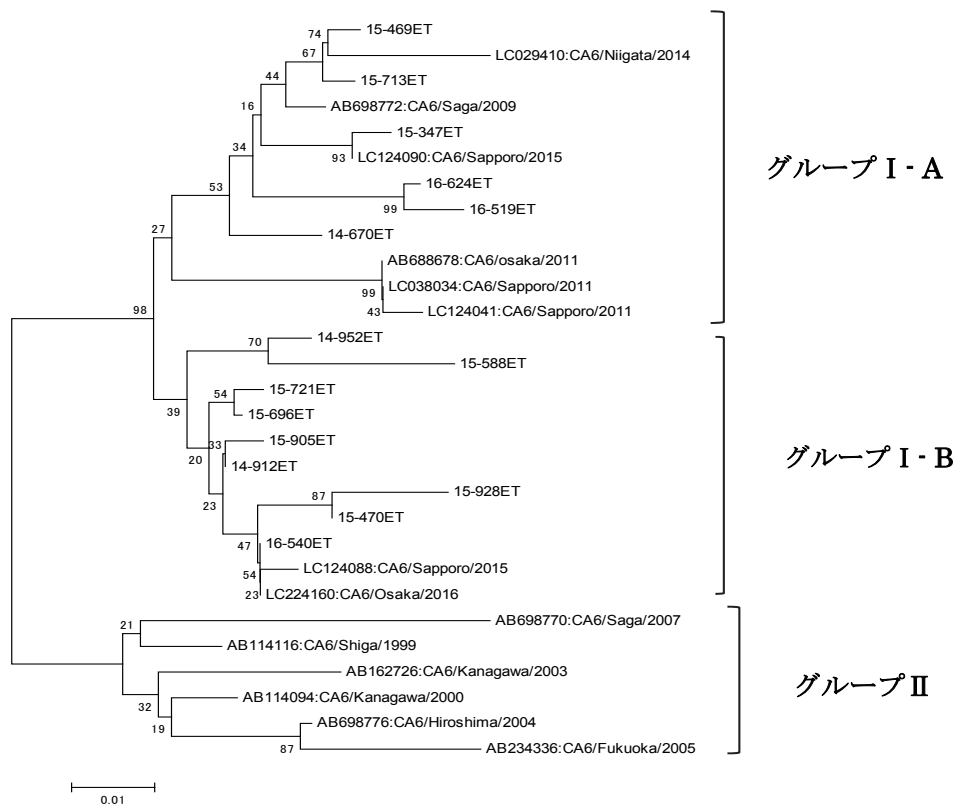 74
15-469ET
LC029410:CA6/Niigata/2014
67
15-713ET
44
AB698772:CA6/Saga/2009
16
15-347ET
93
LC124090:CA6/Sapporo/2015
34
グループⅠ-A
16-624ET
53
99
16-519ET
27
14-670ET
AB688678:CA6/osaka/2011
99
LC038034:CA6/Sapporo/2011
43
LC124041:CA6/Sapporo/2011
98
14-952ET
70
15-588ET
54
15-721ET
39
15-696ET
33
15-905ET
20
14-912ET
グループⅠ-B
87
15-928ET
23
15-470ET
47
16-540ET
54
LC124088:CA6/Sapporo/2015
23
LC224160:CA6/Osaka/2016
21
AB698770:CA6/Saga/2007
AB114116:CA6/Shiga/1999
AB162726:CA6/Kanagawa/2003
グループⅡ
32
AB114094:CA6/Kanagawa/2000
19
AB698776:CA6/Hiroshima/2004
87
AB234336:CA6/Fukuoka/2005
0.01